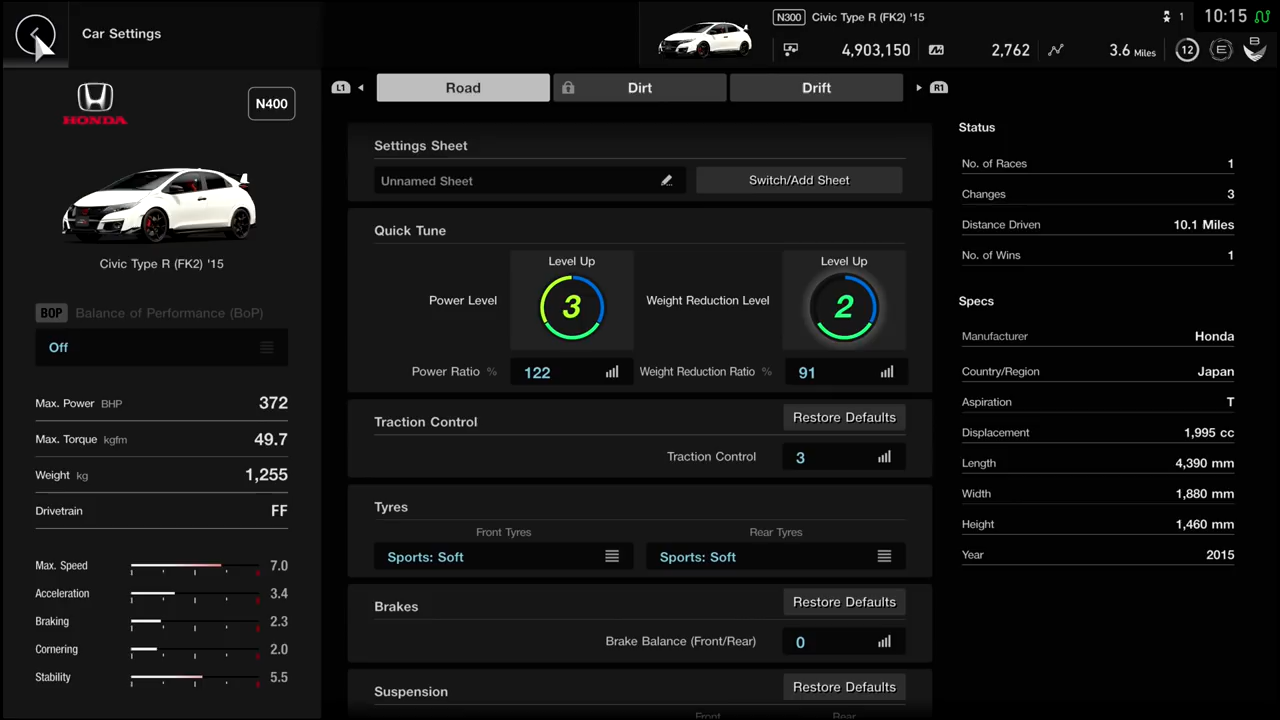 Car Settings
N300 Civic Type R (FK2) '15
1 10:15
4,903,150 2,762 3.6 Miles 12 E B
HONDA
N400
Civic Type R (FK2) '15
BOP Balance of Performance (BoP)
Off
Max. Power BHP 372
Max. Torque kgfm 49.7
Weight kg 1,255
Drivetrain FF
Max. Speed 7.0
Acceleration 3.4
Braking 2.3
Cornering 2.0
Stability 5.5
L1 Road Dirt Drift R1
Settings Sheet
Unnamed Sheet Switch/Add Sheet
Quick Tune
Level Up Level Up
Power Level 3 Weight Reduction Level 2
Power Ratio % 122 Weight Reduction Ratio % 91
Traction Control Restore Defaults
Traction Control 3
Tyres
Front Tyres Rear Tyres
Sports: Soft Sports: Soft
Brakes Restore Defaults
Brake Balance (Front/Rear) 0
Suspension Restore Defaults
Front Rear
Status
No. of Races 1
Changes 3
Distance Driven 10.1 Miles
No. of Wins 1
Specs
Manufacturer Honda
Country/Region Japan
Aspiration T
Displacement 1,995 cc
Length 4,390 mm
Width 1,880 mm
Height 1,460 mm
Year 2015